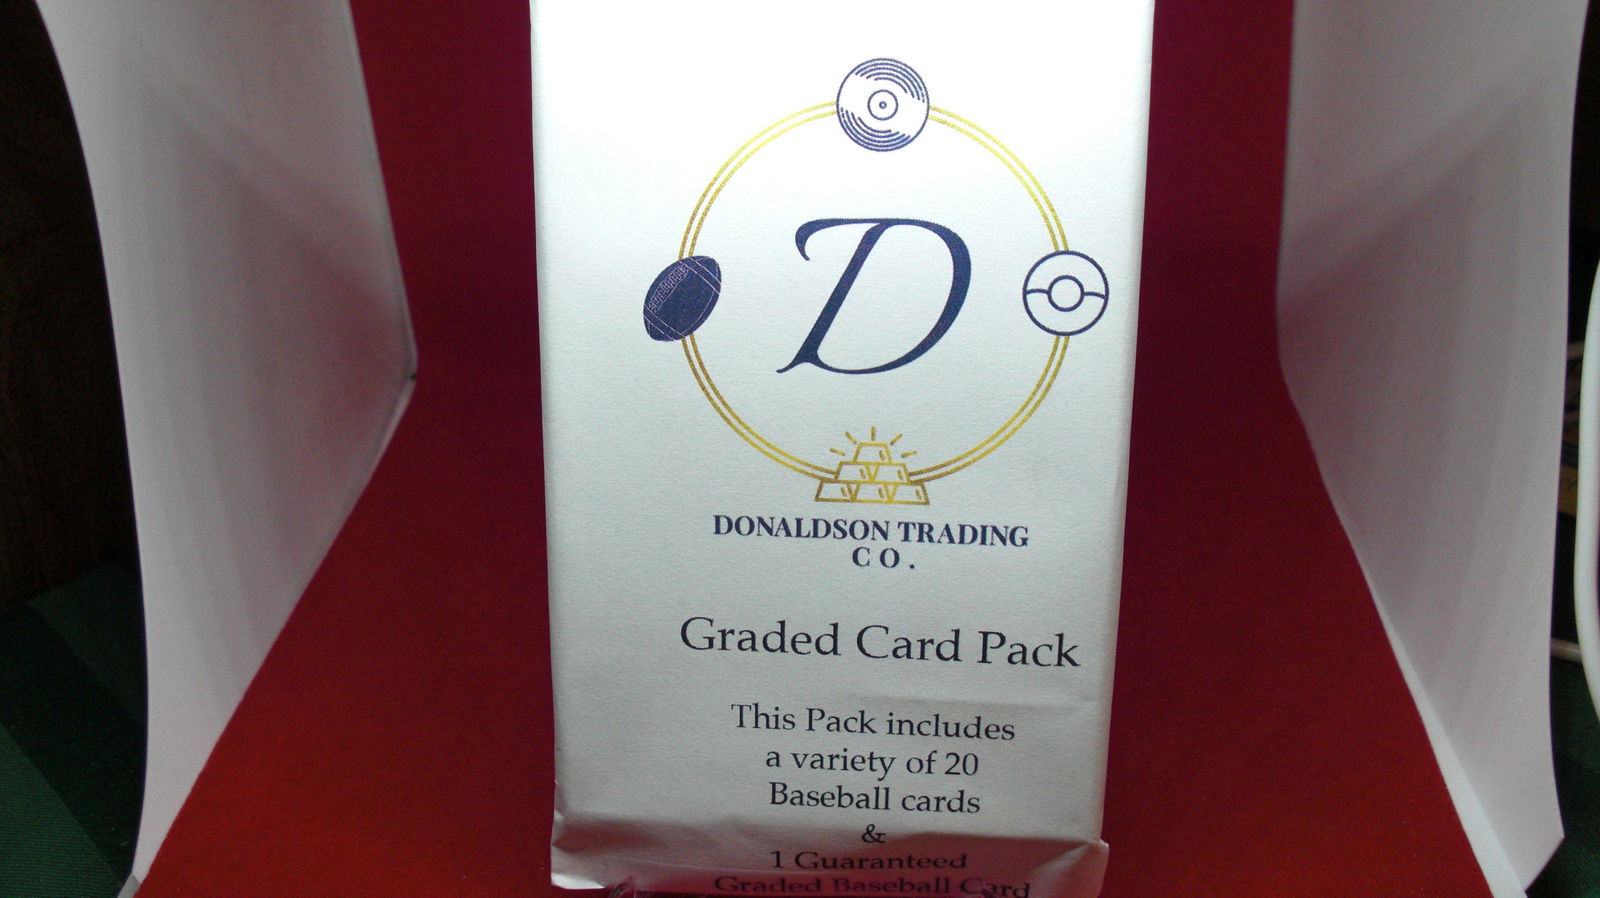 D
DONALDSON TRADING
CO.
Graded Card Pack
This Pack includes
a variety of 20
Baseball cards
&
1 Guaranteed
Graded Baseball Card